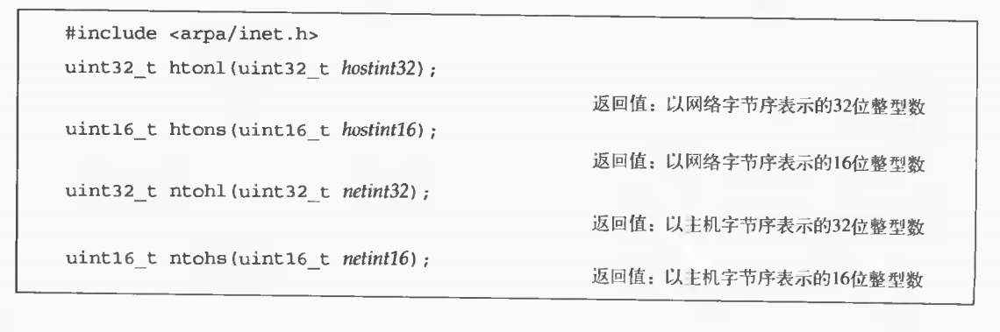 #include <arpa/inet.h>
uint32_t htonl(uint32_t hostint32);
返回值：以网络字节序表示的32位整型数
uint16_t htons(uint16_t hostint16);
返回值：以网络字节序表示的16位整型数
uint32_t ntohl(uint32_t netint32);
返回值：以主机字节序表示的32位整型数
uint16_t ntohs(uint16_t netint16);
返回值：以主机字节序表示的16位整型数